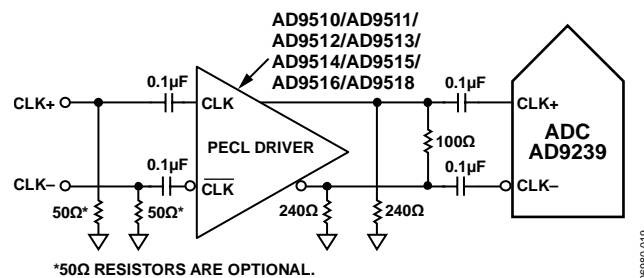 AD9510/AD9511/
AD9512/AD9513/
AD9514/AD9515/
AD9516/AD9518
0.1µF
0.1µF
CLK+
CLK
CLK+
PECL DRIVER
100Ω
ADC
AD9239
0.1µF
0.1µF
CLK–
CLK
CLK–
50Ω*
50Ω*
240Ω
240Ω
*50Ω RESISTORS ARE OPTIONAL.